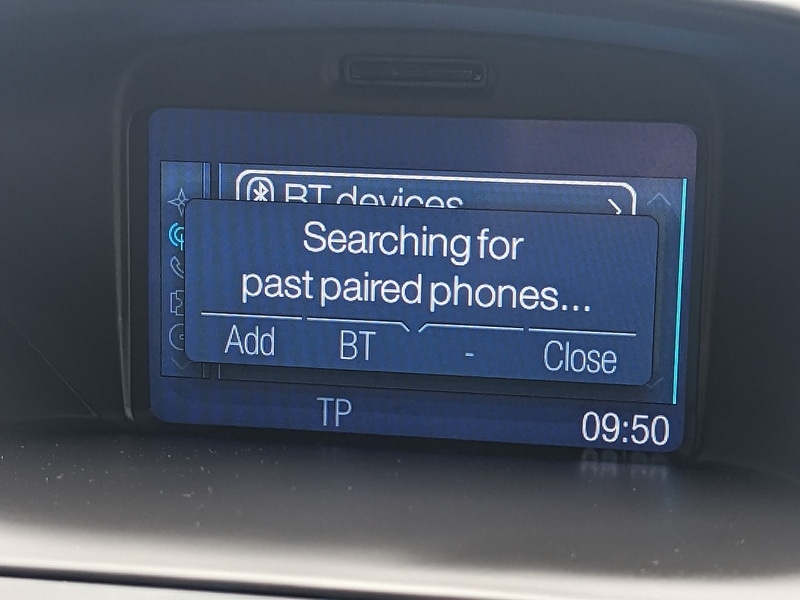 BT devices
Searching for
past paired phones...
Add BT - Close
TP 09:50